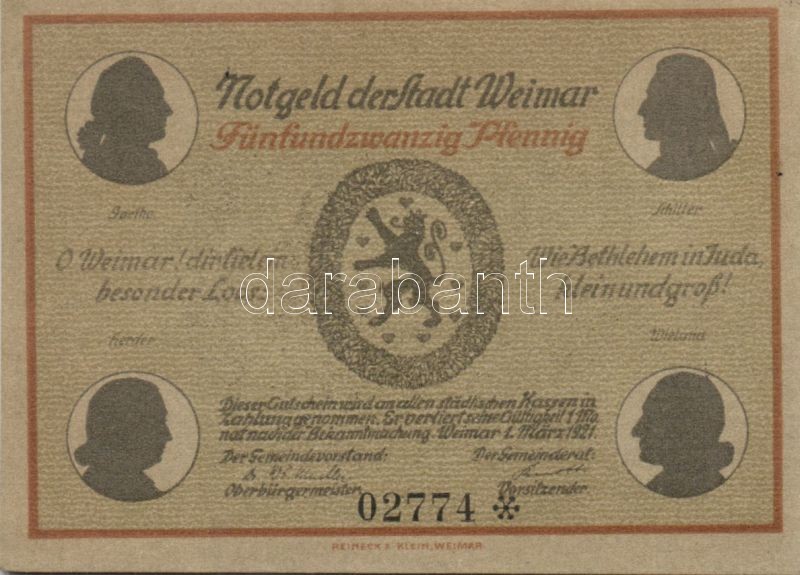 Notgeld der Stadt Weimar
Fünfundzwanzig Pfennig
Goethe
Schiller
O Weimar! dir fiel ein
besonder Loos:
Wie Bethlehem in Juda,
klein und groß!
darabanth
Herder
Wieland
Dieser Gutschein wird an allen städtischen Kassen in
Zahlung genommen. Er verliert seine Gültigkeit 1 Mo-
nat nach der Bekanntmachung. Weimar 1. März 1921.
Der Gemeindevorstand:
Der Gemeinderat:
Oberbürgermeister
Vorsitzender
02774 *
REINECK & KLEIN, WEIMAR